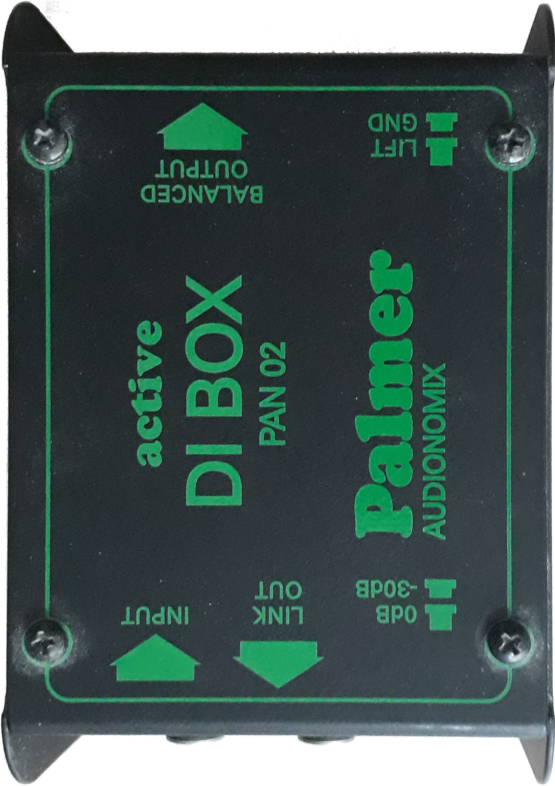 active
DI BOX
PAN 02
Palmer
AUDIONOMIX
BALANCED
OUTPUT
LIFT
GND
INPUT
LINK
OUT
0dB
-30dB